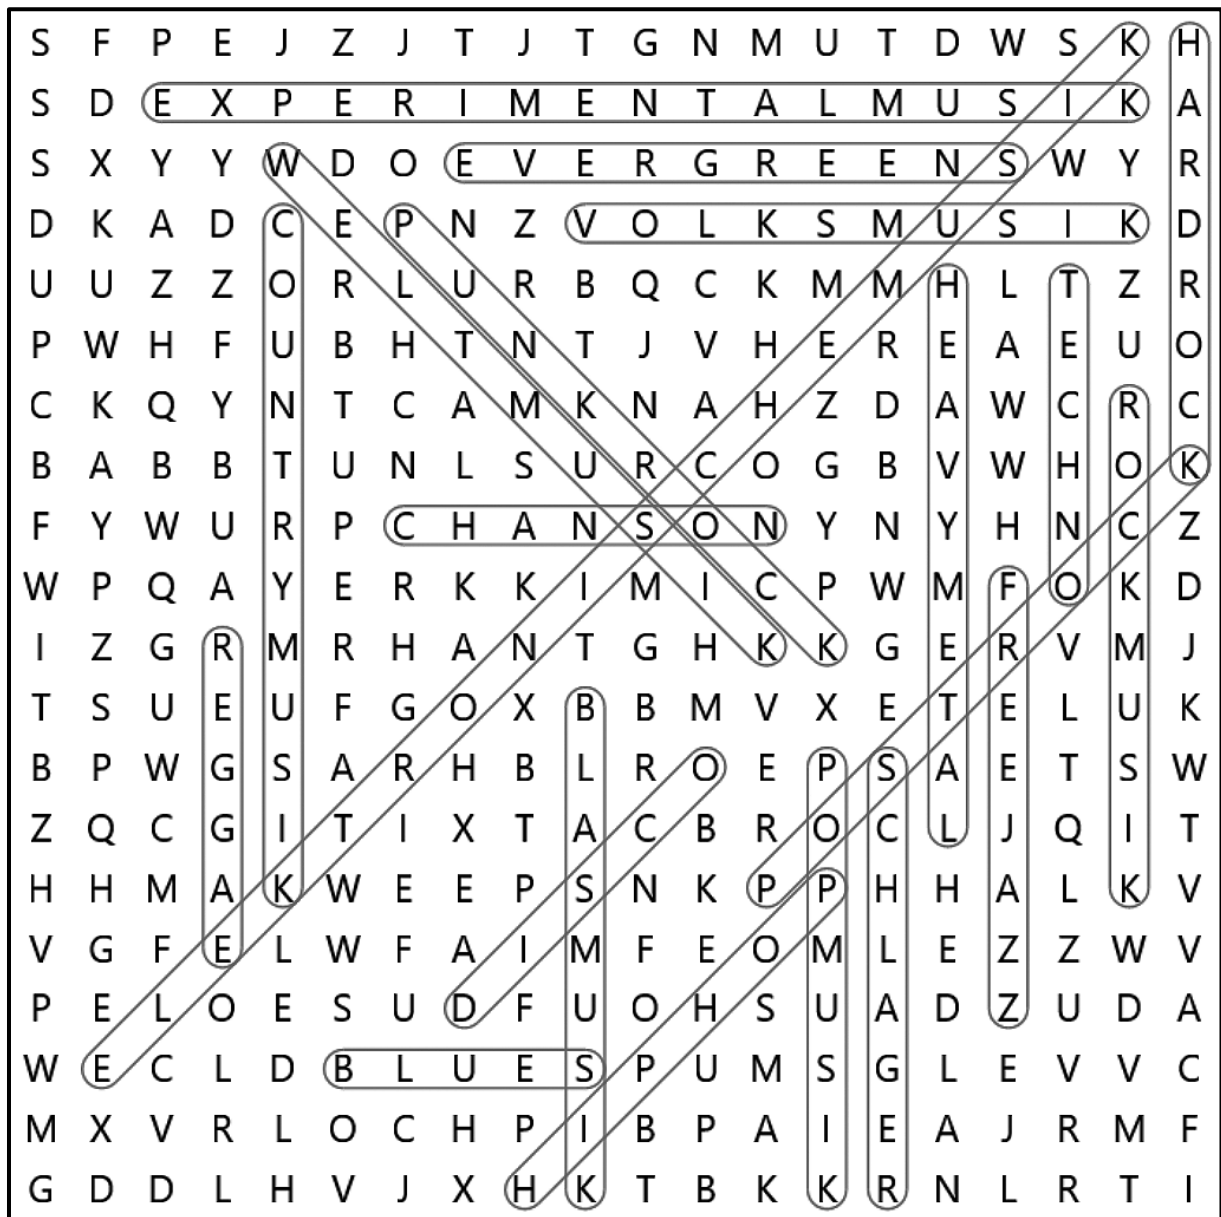 S F P E J Z J T J T G N M U T D W S K H
S D E X P E R I M E N T A L M U S I K A
S X Y Y W D O E V E R G R E E N S W Y R
D K A D C E P N Z V O L K S M U S I K D
U U Z Z O R L U R B Q C K M M H L T Z R
P W H F U B H T N T J V H E R E A E U O
C K Q Y N T C A M K N A H Z D A W C R C
B A B B T U N L S U R C O G B V W H O K
F Y W U R P C H A N S O N Y N Y H N C Z
W P Q A Y E R K K I M I C P W M F O K D
I Z G R M R H A N T G H K K G E R V M J
T S U E U F G O X B B M V X E T E L U K
B P W G S A R H B L R O E P S A E T S W
Z Q C G I T I X T A C B R O C L J Q I T
H H M A K W E E P S N K P P H H A L K V
V G F E L W F A I M F E O M L E Z Z W V
P E L O E S U D F U O H S U A D Z U D A
W E C L D B L U E S P U M S G L E V V C
M X V R L O C H P I B P A I E A J R M F
G D D L H V J X H K T B K K R N L R T I